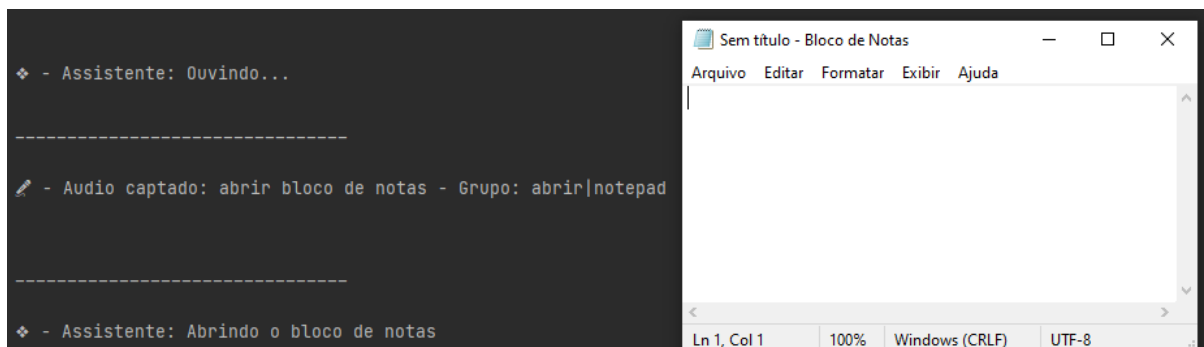 ❖ - Assistente: Ouvindo...
--------------------------------
🎤 - Audio captado: abrir bloco de notas - Grupo: abrir|notepad
--------------------------------
❖ - Assistente: Abrindo o bloco de notas
Sem título - Bloco de Notas
Arquivo Editar Formatar Exibir Ajuda
Ln 1, Col 1 100% Windows (CRLF) UTF-8